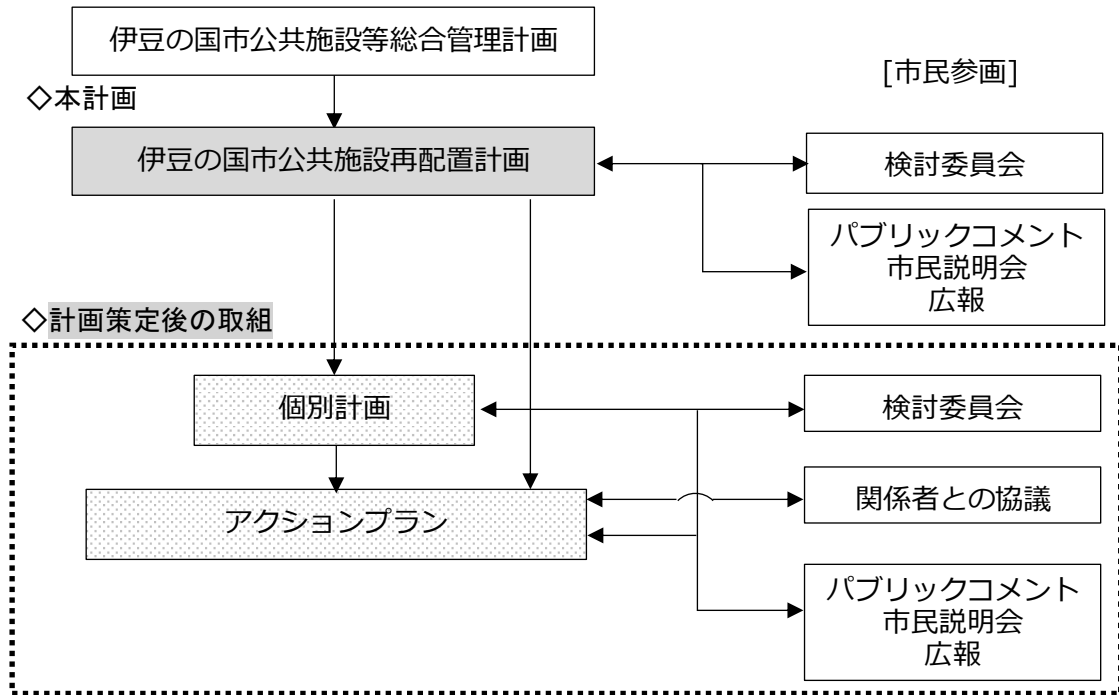 伊豆の国市公共施設等総合管理計画
[市民参画]
◇本計画
伊豆の国市公共施設再配置計画
検討委員会
パブリックコメント
市民説明会
広報
◇計画策定後の取組
個別計画
検討委員会
関係者との協議
アクションプラン
パブリックコメント
市民説明会
広報